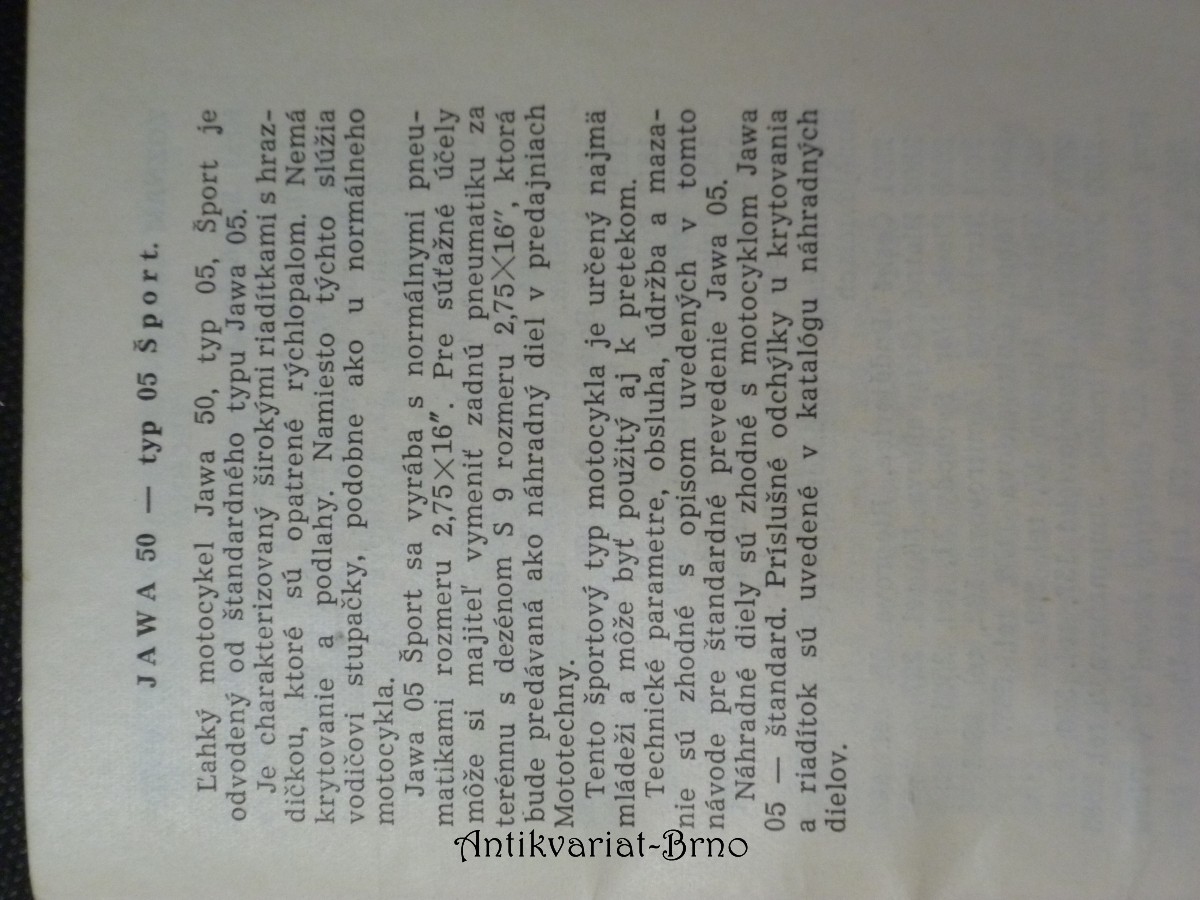 JAWA 50 — typ 05 Šport.
Ľahký motocykel Jawa 50, typ 05, Šport je
odvodený od štandardného typu Jawa 05.
Je charakterizovaný širokými riadítkami s hraz-
dičkou, ktoré sú opatrené rýchlopalom. Nemá
krytovanie a podlahy. Namiesto týchto slúžia
vodičovi stupačky, podobne ako u normálneho
motocykla.
Jawa 05 Šport sa vyrába s normálnymi pneu-
matikami rozmeru 2,75×16″. Pre súťažné účely
môže si majiteľ vymeniť zadnú pneumatiku za
terénnu s dezénom S 9 rozmeru 2,75×16″, ktorá
bude predávaná ako náhradný diel v predajniach
Mototechny.
Tento športový typ motocykla je určený najmä
mládeži a môže byť použitý aj k pretekom.
Technické parametre, obsluha, údržba a maza-
nie sú zhodné s opisom uvedených v tomto
návode pre štandardné prevedenie Jawa 05.
Náhradné diely sú zhodné s motocyklom Jawa
05 — štandard. Príslušné odchýlky u krytovania
a riadítok sú uvedené v katalógu náhradných
dielov.
Antikvariat-Brno